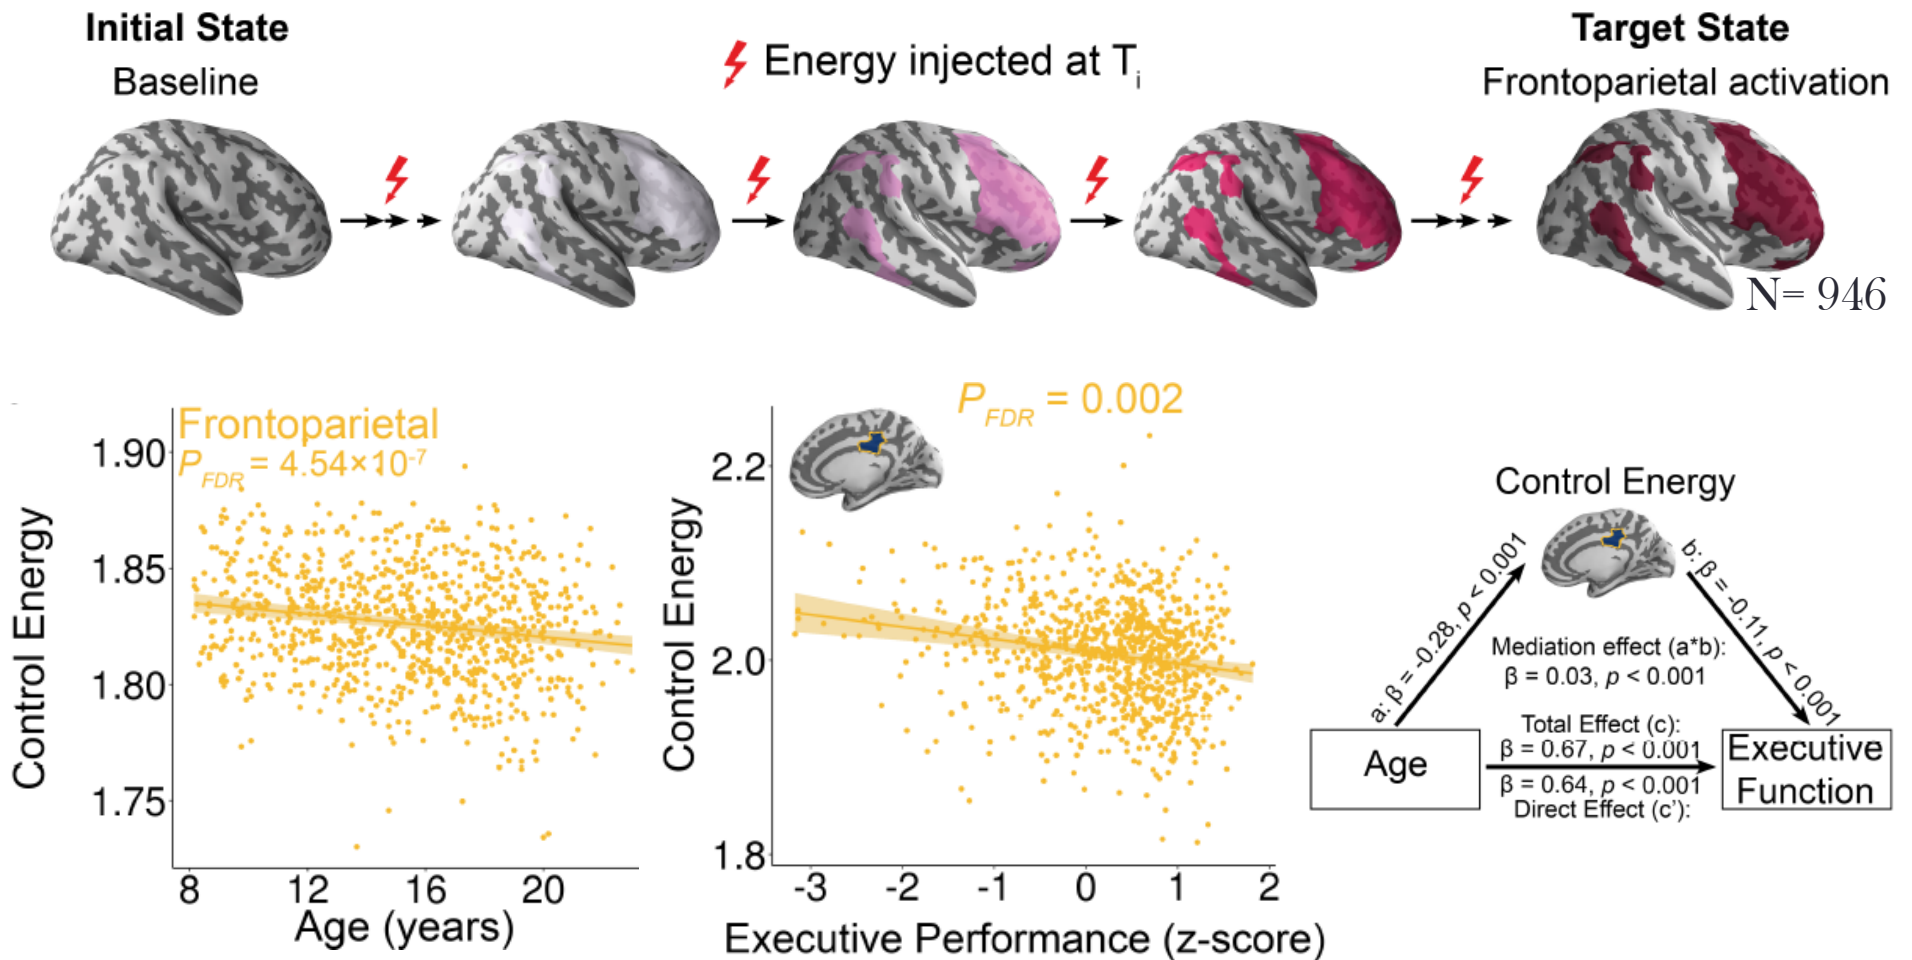 Initial State
Baseline
Energy injected at Ti
Target State
Frontoparietal activation
N= 946
Frontoparietal
PFDR = 4.54×10-7
1.90
1.85
1.80
1.75
Control Energy
8 12 16 20
Age (years)
PFDR = 0.002
2.2
2.0
1.8
Control Energy
-3 -2 -1 0 1 2
Executive Performance (z-score)
Control Energy
a: β = -0.28, p < 0.001
b: β = -0.11, p < 0.001
Mediation effect (a*b):
β = 0.03, p < 0.001
Total Effect (c):
β = 0.67, p < 0.001
β = 0.64, p < 0.001
Direct Effect (c'):
Age
Executive
Function